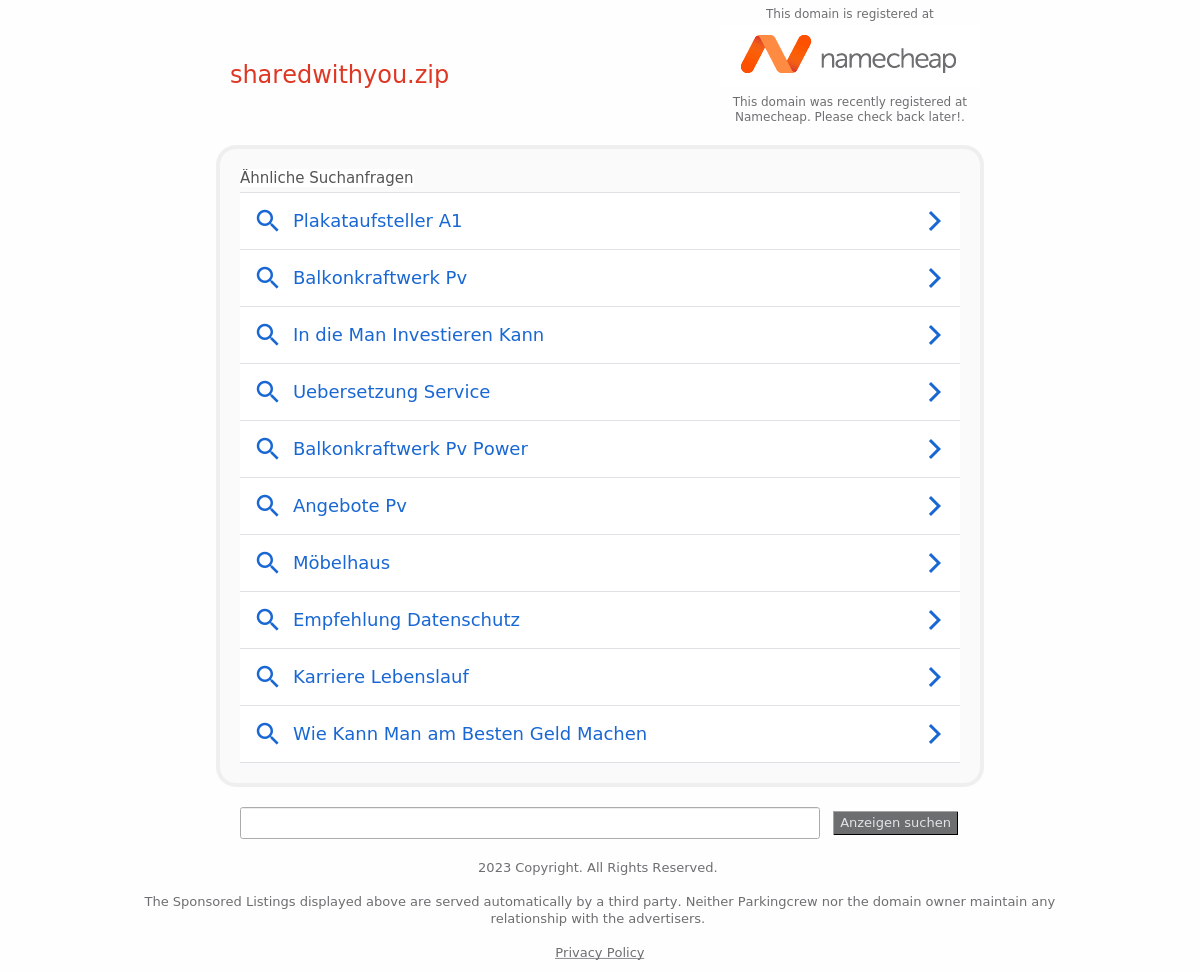 This domain is registered at
namecheap
sharedwithyou.zip
This domain was recently registered at
Namecheap. Please check back later!.
Ähnliche Suchanfragen
Plakataufsteller A1
Balkonkraftwerk Pv
In die Man Investieren Kann
Uebersetzung Service
Balkonkraftwerk Pv Power
Angebote Pv
Möbelhaus
Empfehlung Datenschutz
Karriere Lebenslauf
Wie Kann Man am Besten Geld Machen
Anzeigen suchen
2023 Copyright. All Rights Reserved.
The Sponsored Listings displayed above are served automatically by a third party. Neither Parkingcrew nor the domain owner maintain any
relationship with the advertisers.
Privacy Policy